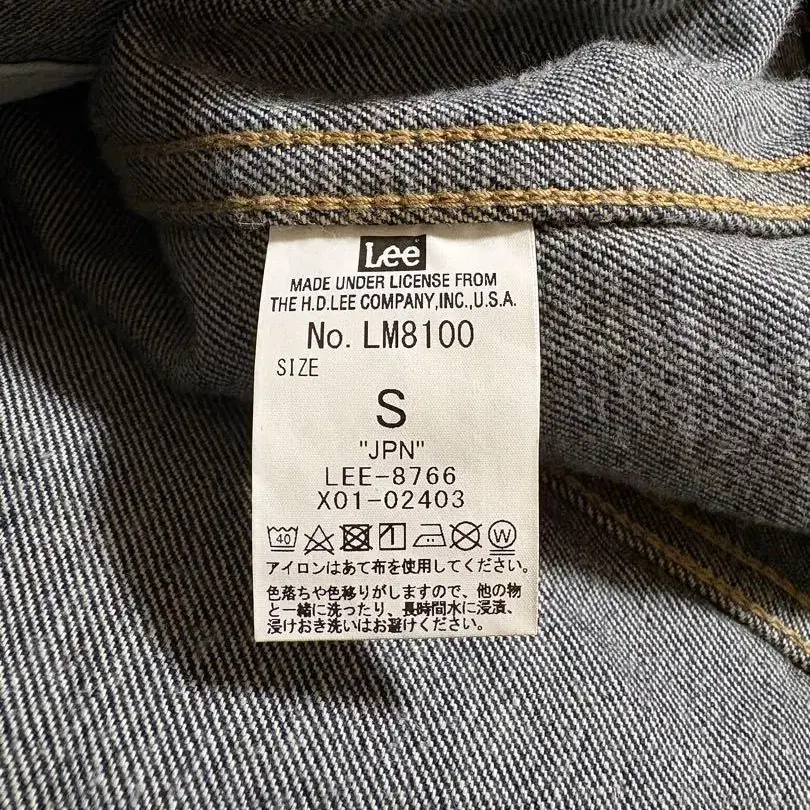 Lee
MADE UNDER LICENSE FROM
THE H.D.LEE COMPANY,INC.,U.S.A.
No. LM8100
SIZE
S
"JPN"
LEE-8766
X01-02403
40 1 W
アイロンはあて布を使用してください。
色落ちや色移りがしますので、他の物
と一緒に洗ったり、長時間水に浸漬、
浸けおき洗いはお避けください。